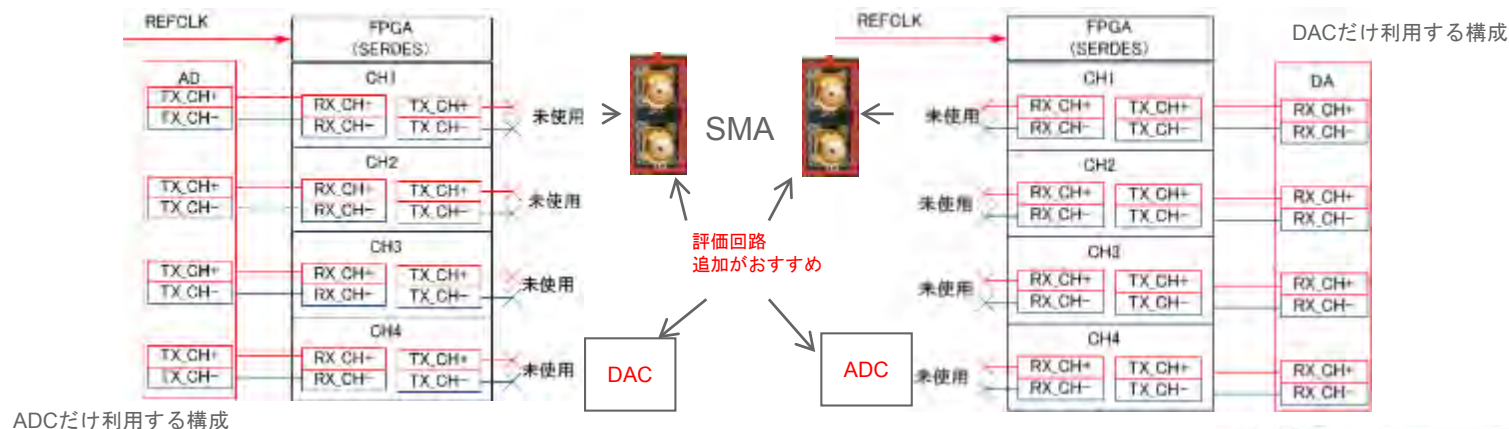 REFCLK
FPGA
(SERDES)
AD
TX_CH+
TX_CH-
CH1
RX_CH+
RX_CH-
TX_CH+
TX_CH-
未使用
TX_CH+
TX_CH-
CH2
RX_CH+
RX_CH-
TX_CH+
TX_CH-
未使用
TX_CH+
TX_CH-
CH3
RX_CH+
RX_CH-
TX_CH+
TX_CH-
未使用
TX_CH+
TX_CH-
CH4
RX_CH+
RX_CH-
TX_CH+
TX_CH-
未使用
ADCだけ利用する構成
SMA
評価回路
追加がおすすめ
DAC
ADC
REFCLK
FPGA
(SERDES)
DACだけ利用する構成
DA
CH1
未使用
RX_CH+
RX_CH-
TX_CH+
TX_CH-
RX_CH+
RX_CH-
CH2
未使用
RX_CH+
RX_CH-
TX_CH+
TX_CH-
RX_CH+
RX_CH-
CH3
未使用
RX_CH+
RX_CH-
TX_CH+
TX_CH-
RX_CH+
RX_CH-
CH4
未使用
RX_CH+
RX_CH-
TX_CH+
TX_CH-
RX_CH+
RX_CH-